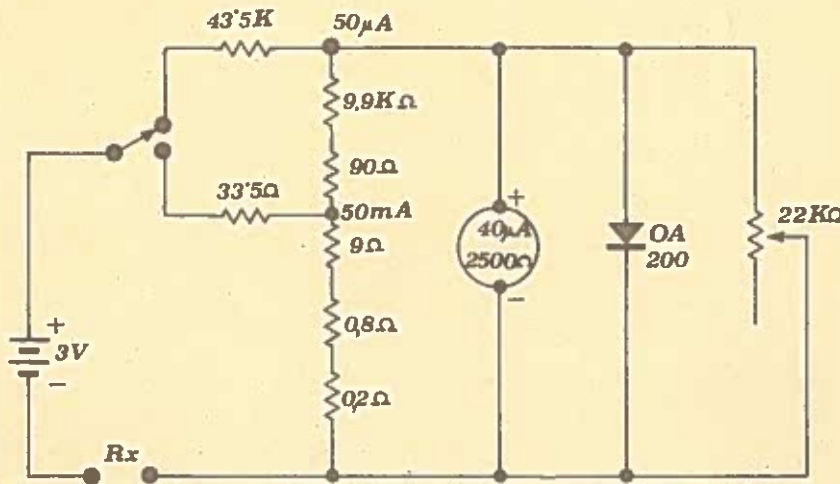 43·5K
50µA
9,9KΩ
90Ω
33·5Ω
50mA
9Ω
+
40µA
2500Ω
−
OA
200
22KΩ
+
3V
−
0,8Ω
0,2Ω
Rx